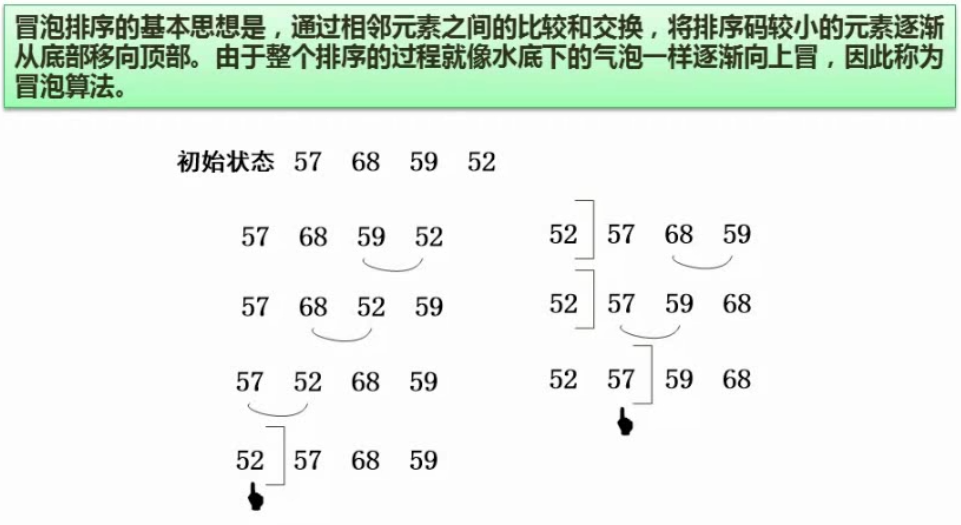 冒泡排序的基本思想是，通过相邻元素之间的比较和交换，将排序码较小的元素逐渐
从底部移向顶部。由于整个排序的过程就像水底下的气泡一样逐渐向上冒，因此称为
冒泡算法。
初始状态 57 68 59 52
57 68 59 52
57 68 52 59
57 52 68 59
52 ] 57 68 59
52 ] 57 68 59
52 ] 57 59 68
52 57 ] 59 68